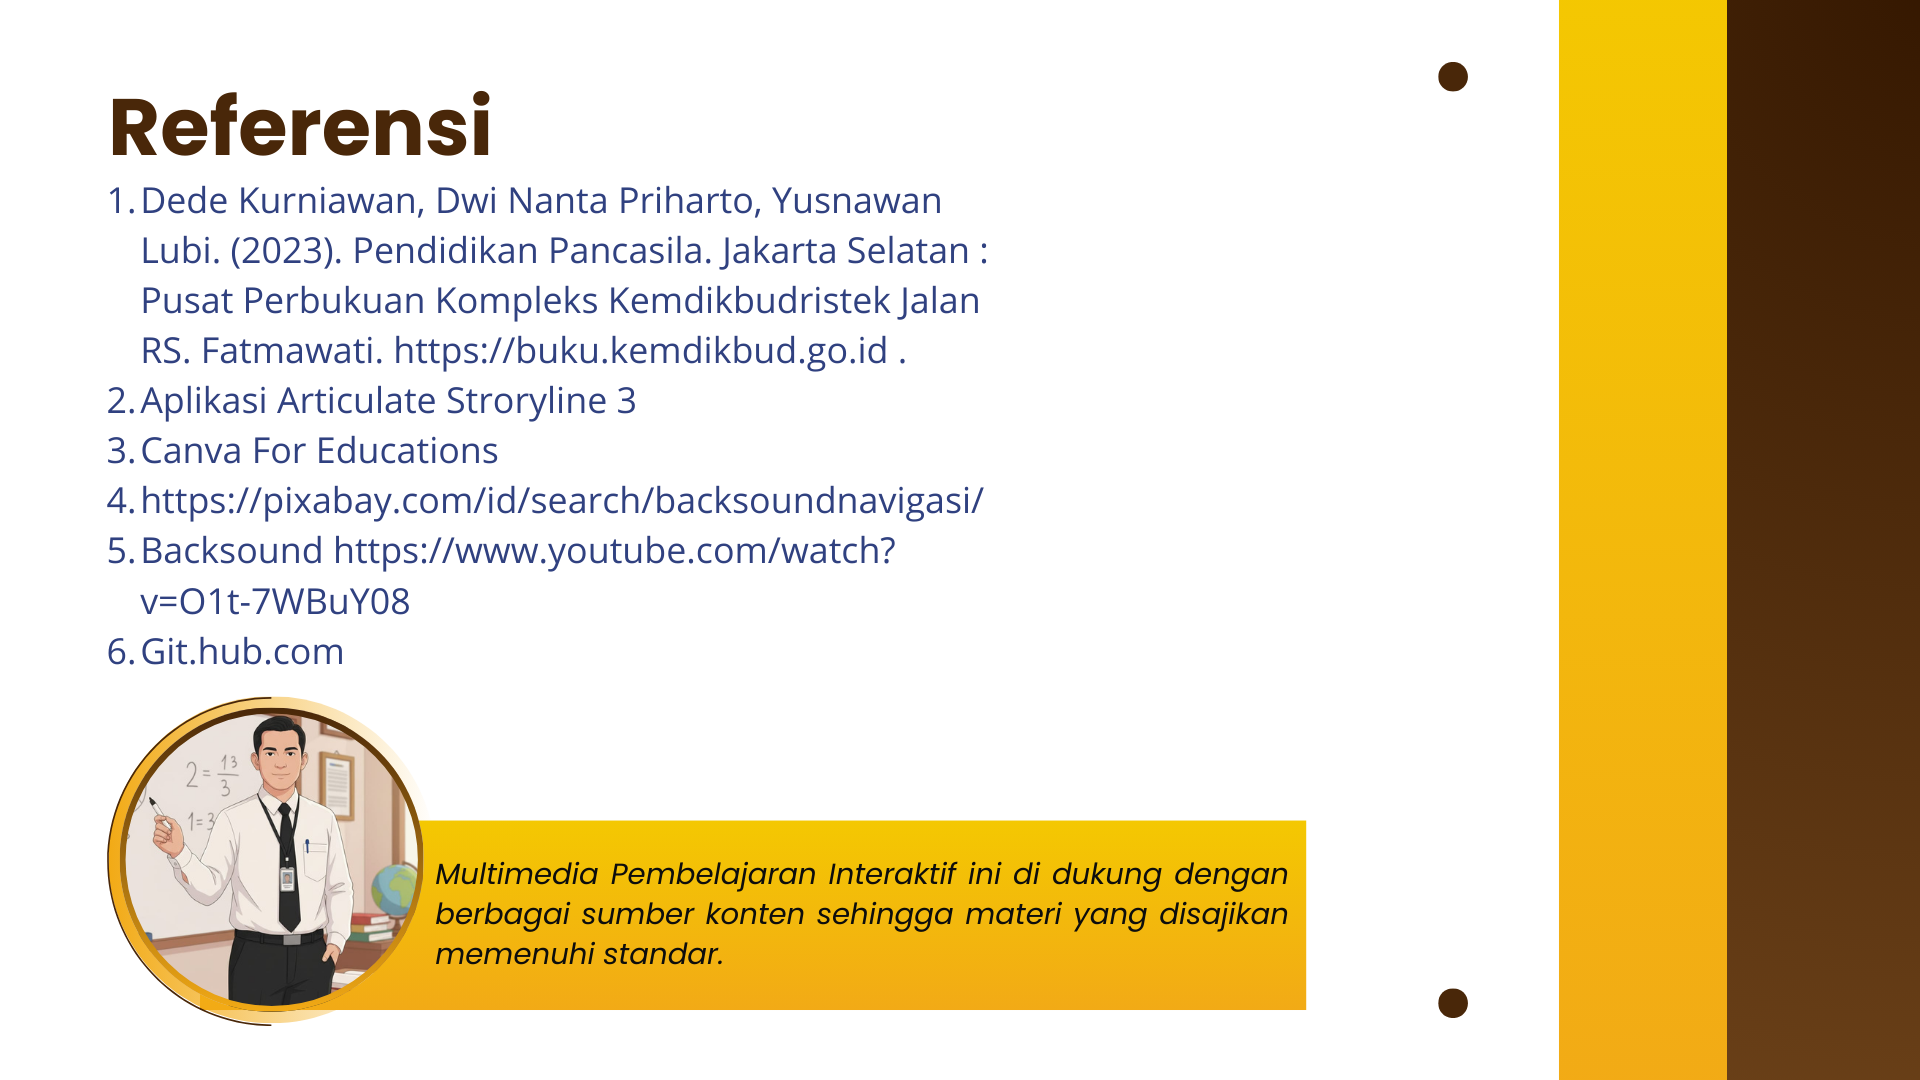 Referensi
1. Dede Kurniawan, Dwi Nanta Priharto, Yusnawan
Lubi. (2023). Pendidikan Pancasila. Jakarta Selatan :
Pusat Perbukuan Kompleks Kemdikbudristek Jalan
RS. Fatmawati. https://buku.kemdikbud.go.id .
2. Aplikasi Articulate Stroryline 3
3. Canva For Educations
4. https://pixabay.com/id/search/backsoundnavigasi/
5. Backsound https://www.youtube.com/watch?
v=O1t-7WBuY08
6. Git.hub.com
2 = 13/3
1 = 3
Multimedia Pembelajaran Interaktif ini di dukung dengan
berbagai sumber konten sehingga materi yang disajikan
memenuhi standar.